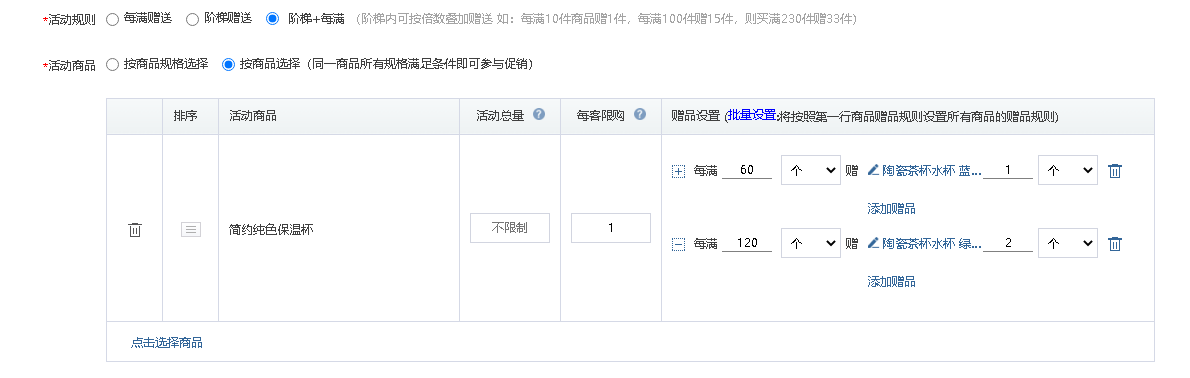 *活动规则 每满赠送 阶梯赠送 阶梯+每满 （阶梯内可按倍数叠加赠送 如：每满10件商品赠1件，每满100件赠15件，则买满230件赠33件）
*活动商品 按商品规格选择 按商品选择（同一商品所有规格满足条件即可参与促销）
排序 活动商品 活动总量 ? 每客限购 ? 赠品设置 (批量设置:将按照第一行商品赠品规则设置所有商品的赠品规则)
每满 60 个 赠 陶瓷茶杯水杯 蓝... 1 个
添加赠品
简约纯色保温杯 不限制 1
每满 120 个 赠 陶瓷茶杯水杯 绿... 2 个
添加赠品
点击选择商品